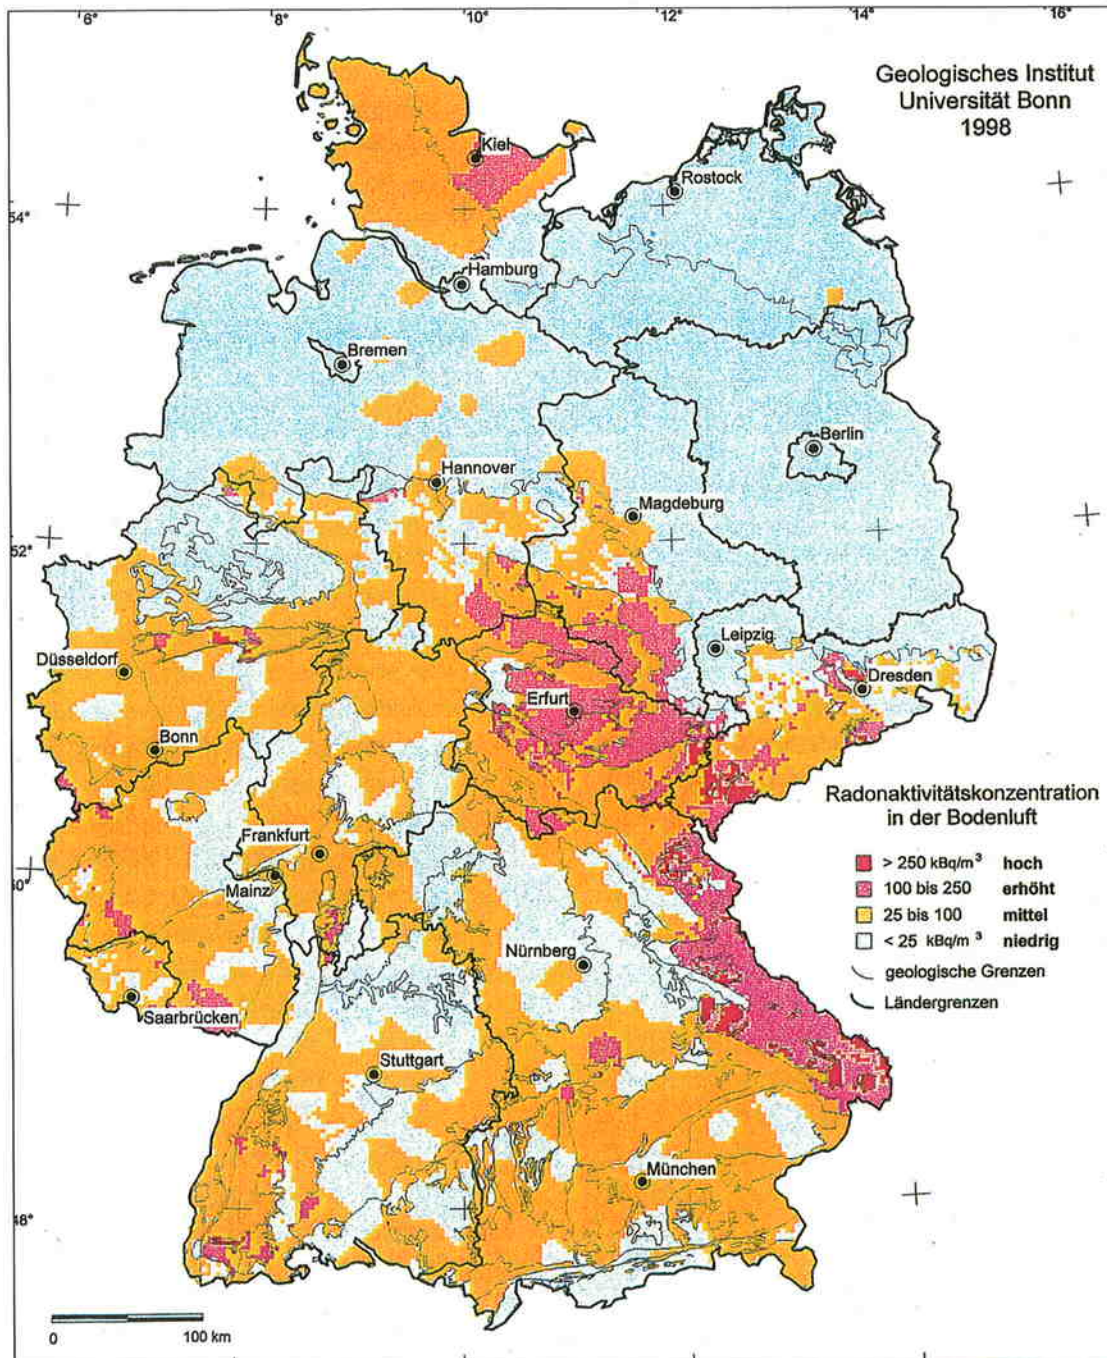 6° 8° 10° 12° 14° 16°
Geologisches Institut
Universität Bonn
1998
Kiel
Rostock
54°
Hamburg
Bremen
Berlin
Hannover
Magdeburg
52°
Leipzig
Düsseldorf
Dresden
Erfurt
Bonn
Radonaktivitätskonzentration
in der Bodenluft
Frankfurt
> 250 kBq/m³ hoch
50°
Mainz
100 bis 250 erhöht
25 bis 100 mittel
< 25 kBq/m³ niedrig
Nürnberg
geologische Grenzen
Ländergrenzen
Saarbrücken
Stuttgart
München
48°
0 100 km